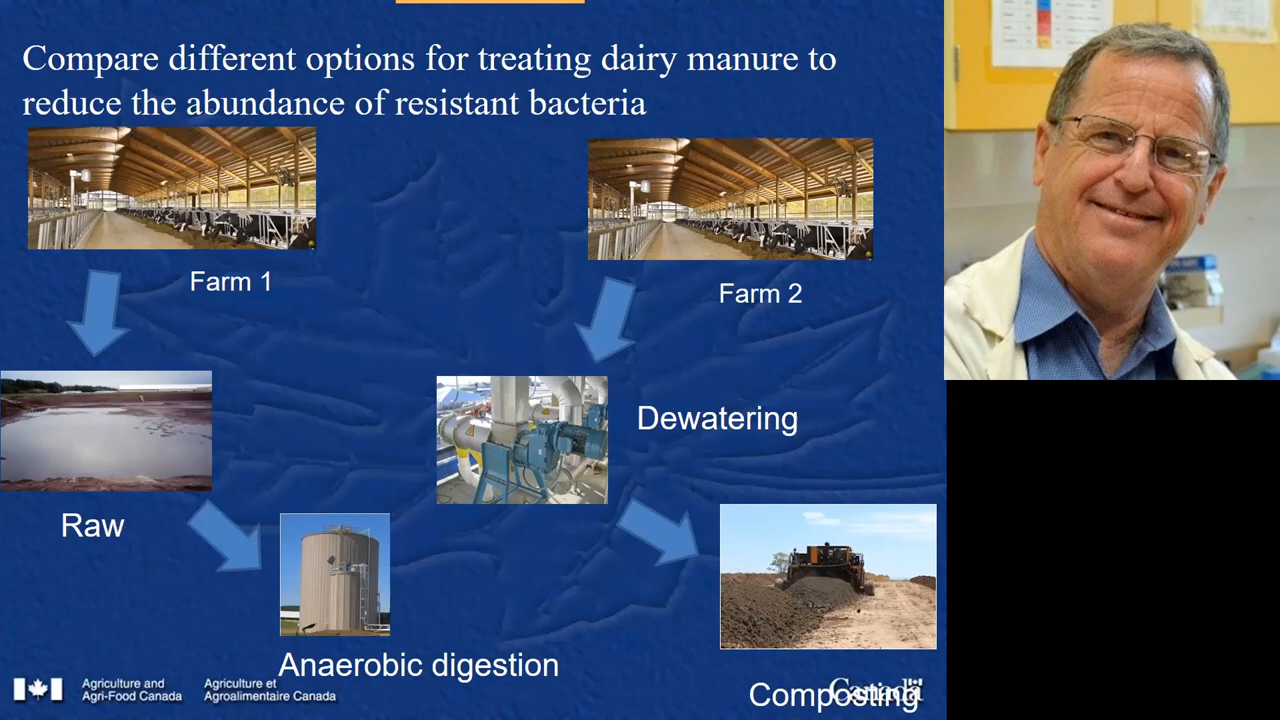 Compare different options for treating dairy manure to
reduce the abundance of resistant bacteria
Farm 1
Farm 2
Dewatering
Raw
Anaerobic digestion
Composting
Agriculture and
Agri-Food Canada
Agriculture et
Agroalimentaire Canada
Canada